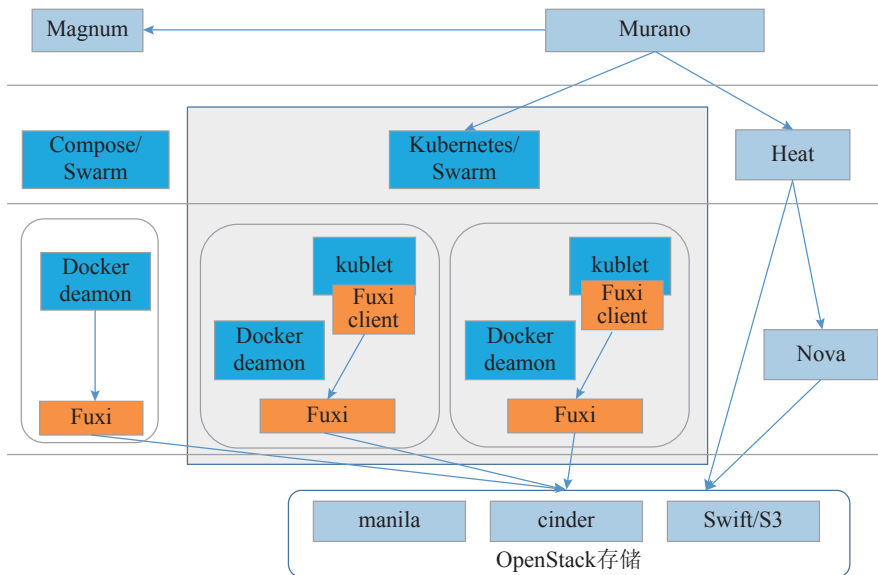 Magnum
Murano
Compose/
Swarm
Kubernetes/
Swarm
Heat
Docker
deamon
Fuxi
kublet
Fuxi
client
Docker
deamon
Fuxi
kublet
Fuxi
client
Docker
deamon
Fuxi
Nova
manila
cinder
Swift/S3
OpenStack存储